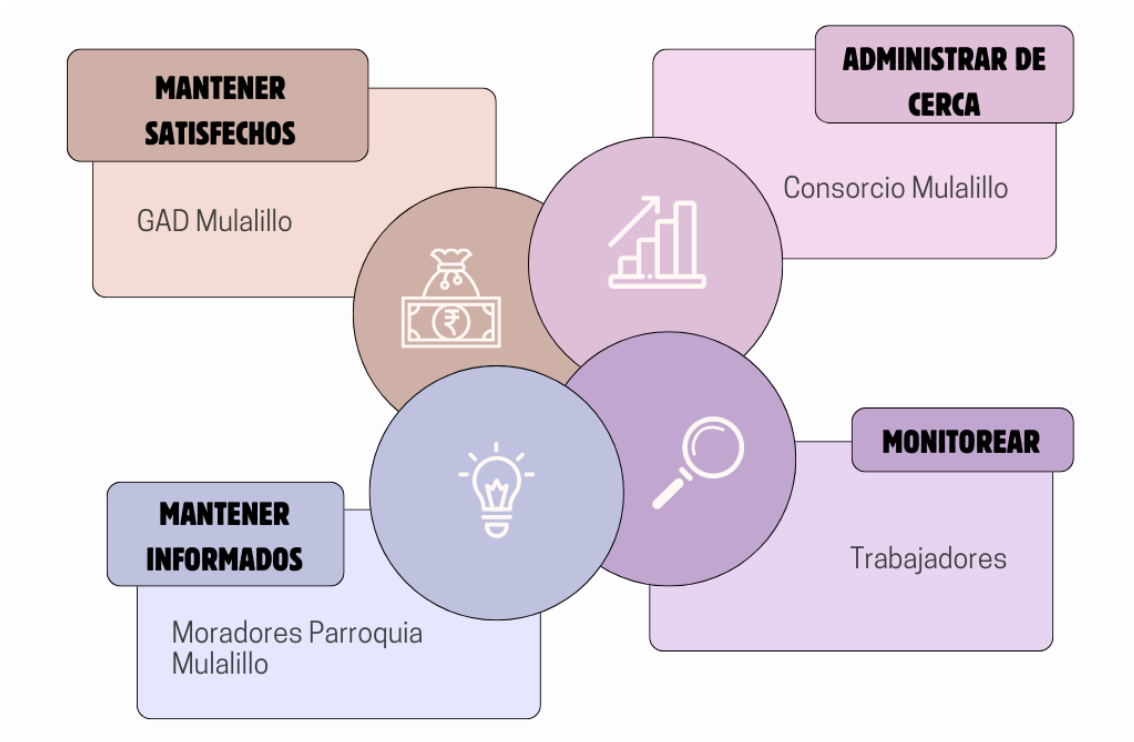 MANTENER
SATISFECHOS
GAD Mulalillo
ADMINISTRAR DE
CERCA
Consorcio Mulalillo
MANTENER
INFORMADOS
Moradores Parroquia
Mulalillo
MONITOREAR
Trabajadores